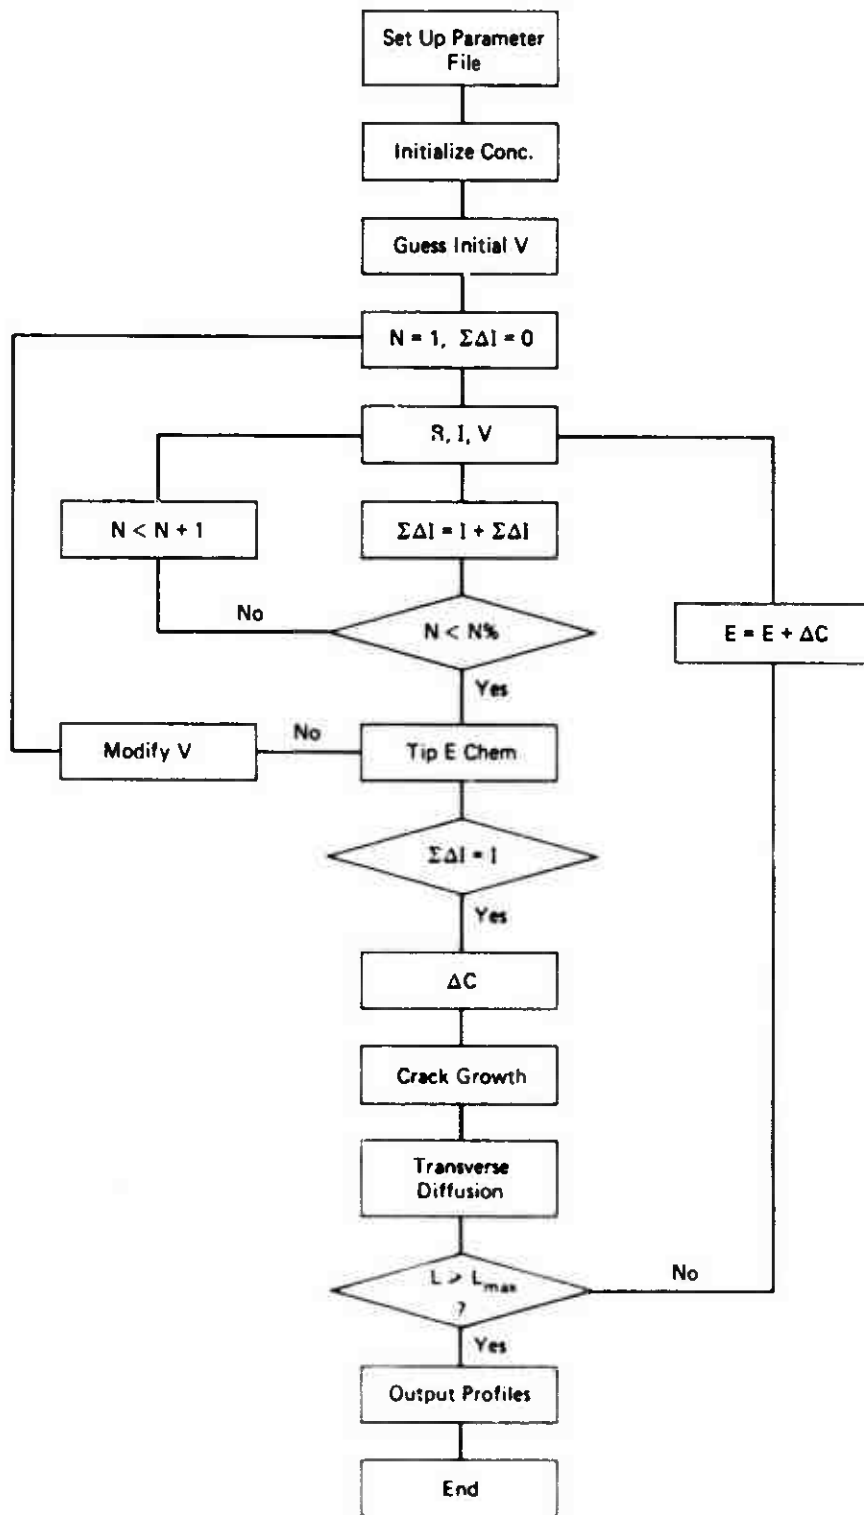 Set Up Parameter
File
Initialize Conc.
Guess Initial V
N = 1, ΣΔI = 0
R, I, V
N < N + 1
ΣΔI = I + ΣΔI
No
N < N%
E = E + ΔC
Yes
Modify V
No
Tip E Chem
ΣΔI = I
Yes
ΔC
Crack Growth
Transverse
Diffusion
L > Lmax
?
No
Yes
Output Profiles
End